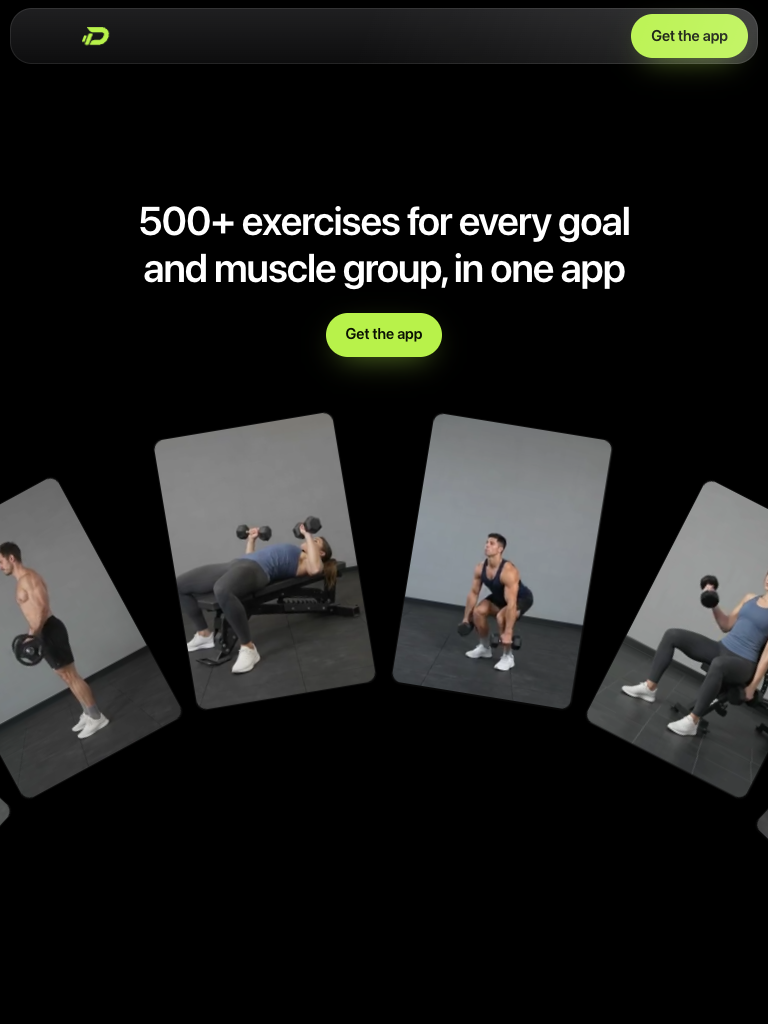 Get the app
500+ exercises for every goal
and muscle group, in one app
Get the app